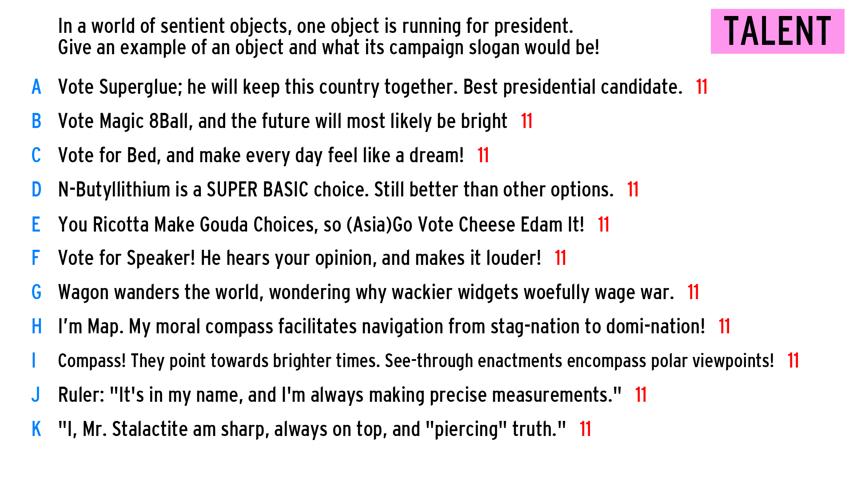 In a world of sentient objects, one object is running for president.
Give an example of an object and what its campaign slogan would be!
TALENT
A Vote Superglue; he will keep this country together. Best presidential candidate. 11
B Vote Magic 8Ball, and the future will most likely be bright 11
C Vote for Bed, and make every day feel like a dream! 11
D N-Butyllithium is a SUPER BASIC choice. Still better than other options. 11
E You Ricotta Make Gouda Choices, so (Asia)Go Vote Cheese Edam It! 11
F Vote for Speaker! He hears your opinion, and makes it louder! 11
G Wagon wanders the world, wondering why wackier widgets woefully wage war. 11
H I'm Map. My moral compass facilitates navigation from stag-nation to domi-nation! 11
I Compass! They point towards brighter times. See-through enactments encompass polar viewpoints! 11
J Ruler: "It's in my name, and I'm always making precise measurements." 11
K "I, Mr. Stalactite am sharp, always on top, and "piercing" truth." 11